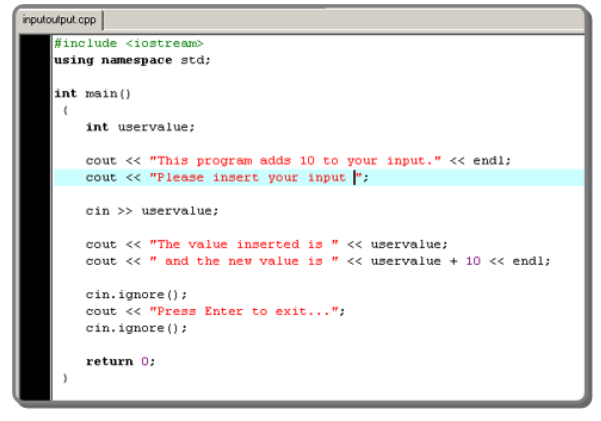 inputoutput.cpp
#include <iostream>
using namespace std;
int main()
{
int uservalue;
cout << "This program adds 10 to your input." << endl;
cout << "Please insert your input ";
cin >> uservalue;
cout << "The value inserted is " << uservalue;
cout << " and the new value is " << uservalue + 10 << endl;
cin.ignore();
cout << "Press Enter to exit...";
cin.ignore();
return 0;
}